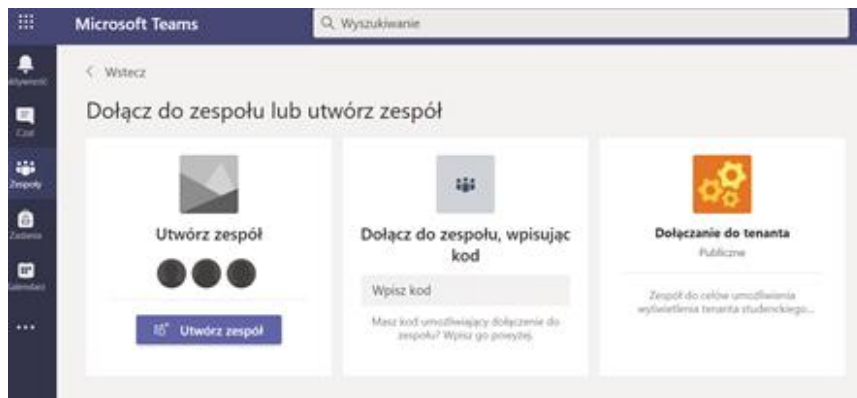 Microsoft Teams
Wyszukiwanie
Aktywność
< Wstecz
Czat
Dołącz do zespołu lub utwórz zespół
Zespoły
Zadania
Kalendarz
Utwórz zespół
Utwórz zespół
Dołącz do zespołu, wpisując
kod
Wpisz kod
Masz kod umożliwiający dołączenie do
zespołu? Wpisz go powyżej.
Dołączanie do tenanta
Publiczne
Zespół do celów umożliwienia
wyświetlenia tenanta studenckiego...